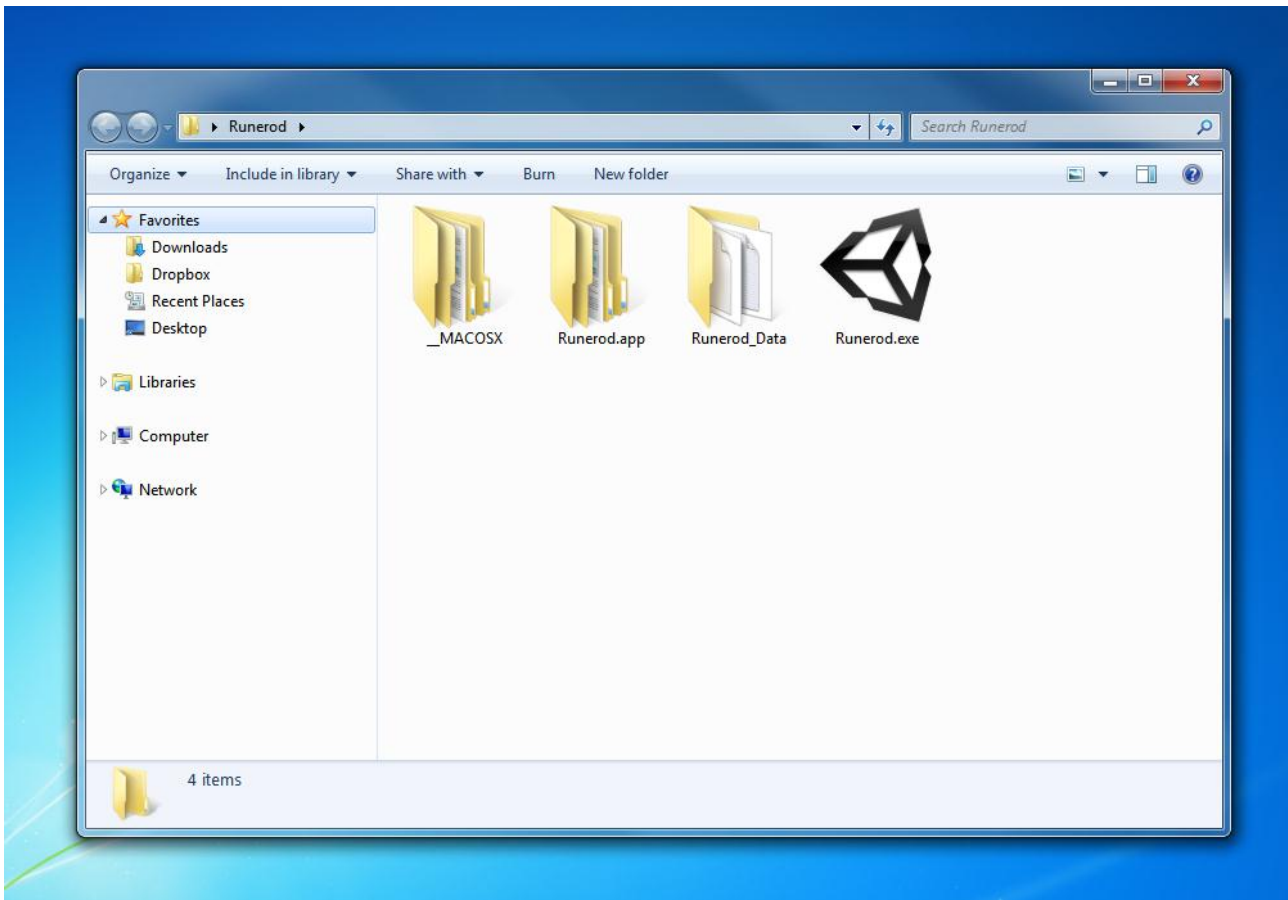 Runerod
Search Runerod
Organize Include in library Share with Burn New folder
Favorites
Downloads
Dropbox
Recent Places
Desktop
Libraries
Computer
Network
__MACOSX Runerod.app Runerod_Data Runerod.exe
4 items